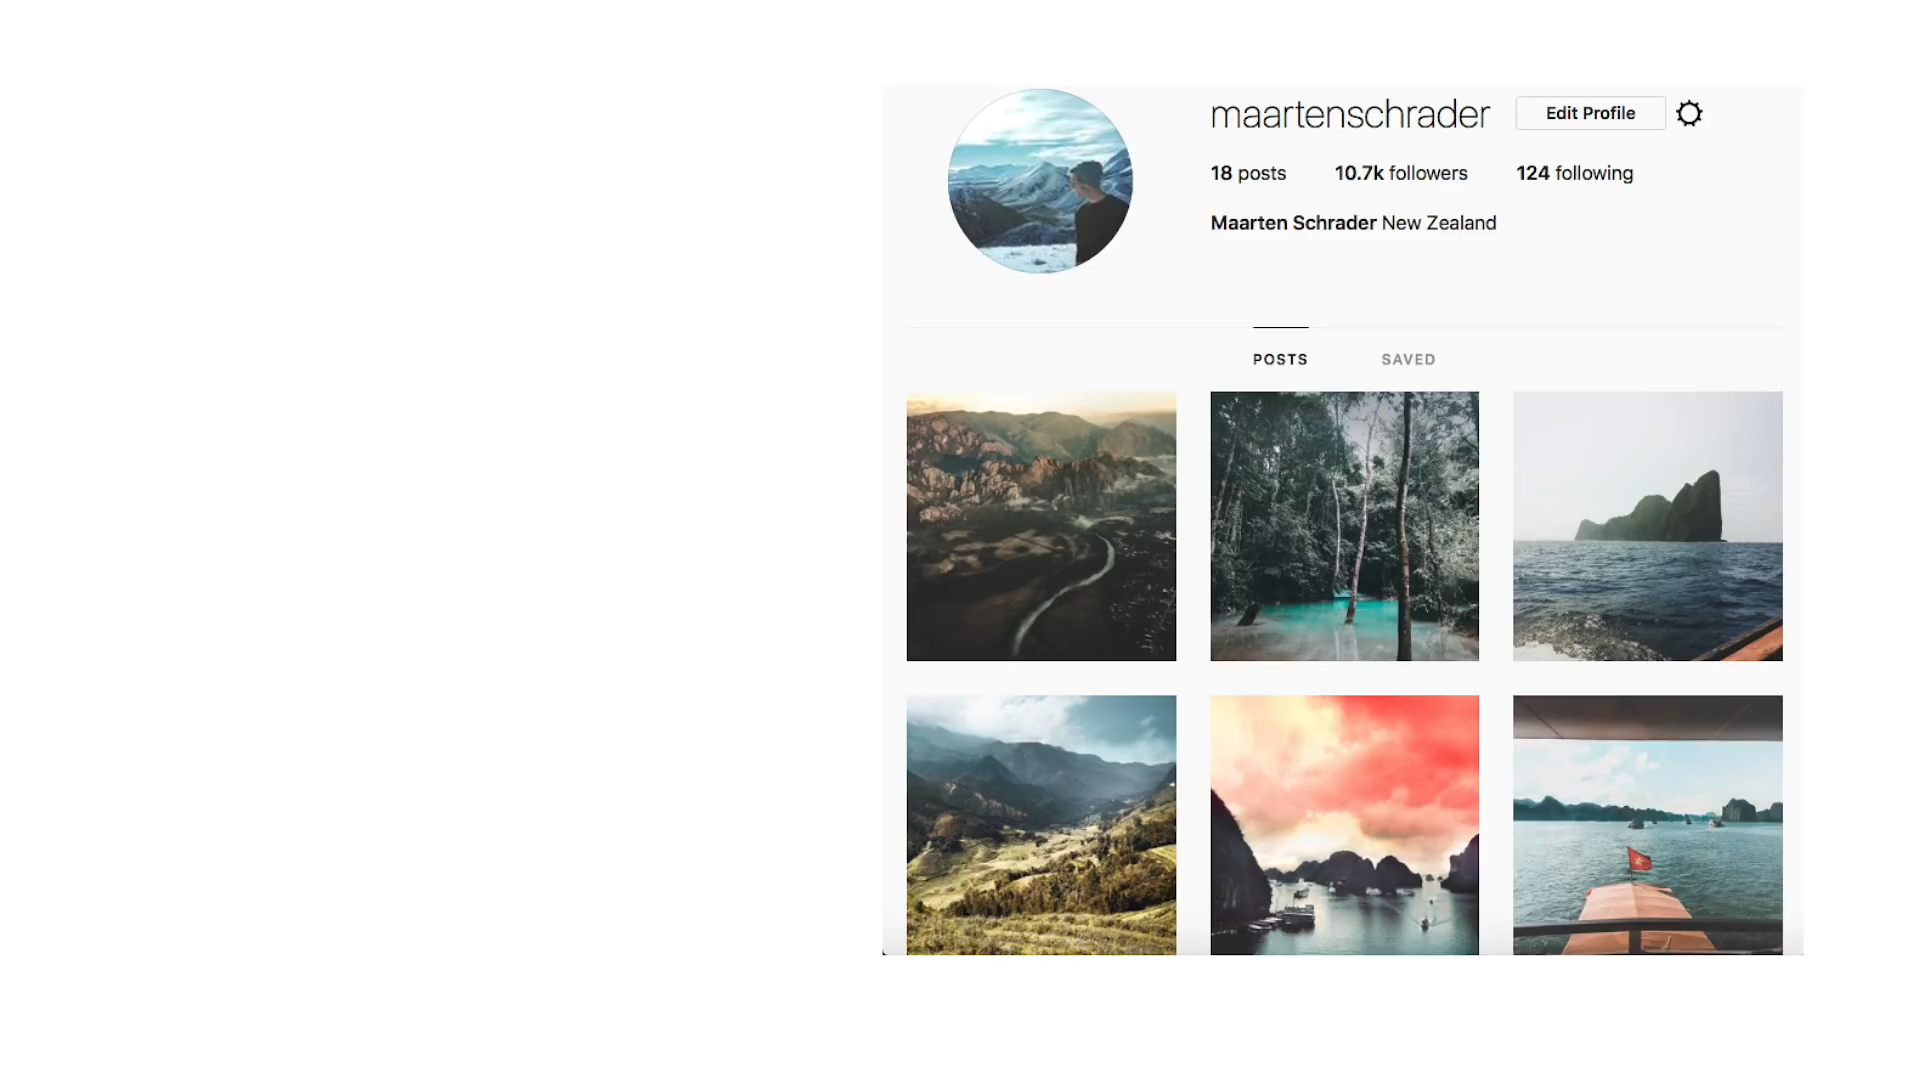 maartenschrader Edit Profile
18 posts 10.7k followers 124 following
Maarten Schrader New Zealand
POSTS SAVED